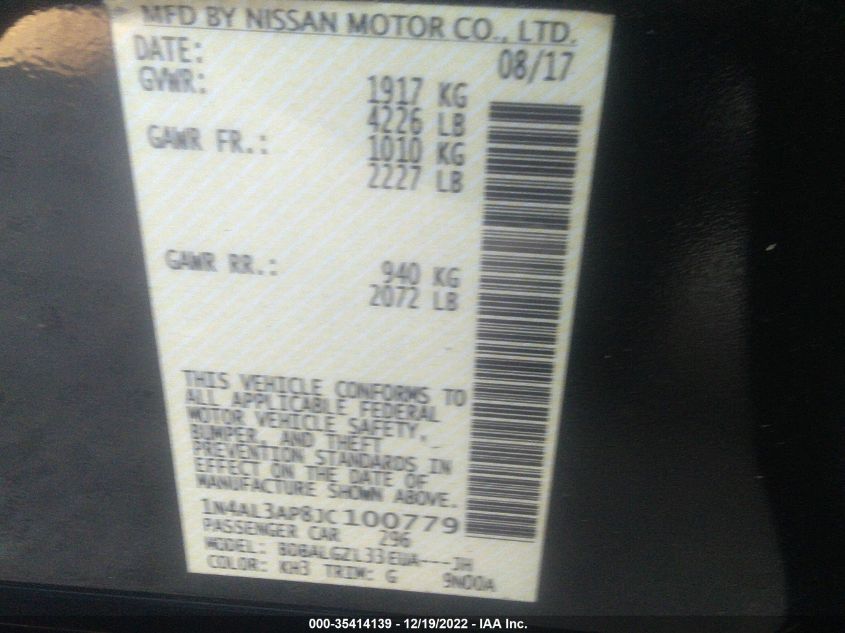 MFD BY NISSAN MOTOR CO., LTD.
DATE: 08/17
GVWR: 1917 KG
4226 LB
GAWR FR.: 1010 KG
2227 LB
GAWR RR.: 940 KG
2072 LB
THIS VEHICLE CONFORMS TO
ALL APPLICABLE FEDERAL
MOTOR VEHICLE SAFETY,
BUMPER, AND THEFT
PREVENTION STANDARDS IN
EFFECT ON THE DATE OF
MANUFACTURE SHOWN ABOVE.
1N4AL3AP8JC100779
PASSENGER CAR 296
MODEL: BDBALGZL33EUA---JH
COLOR: KH3 TRIM: G 9N00A
000-35414139 - 12/19/2022 - IAA Inc.